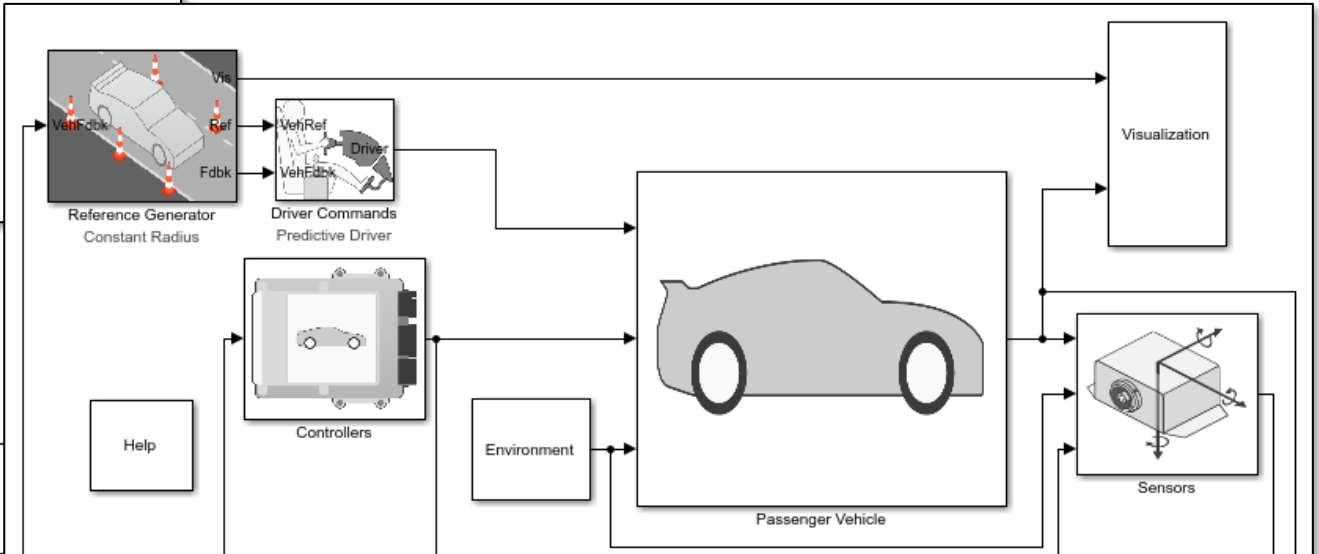 Vis
VehFdbk
Ref
Fdbk
Reference Generator
Constant Radius
VehRef
Driver
VehFdbk
Driver Commands
Predictive Driver
Visualization
Controllers
Help
Environment
Passenger Vehicle
Sensors